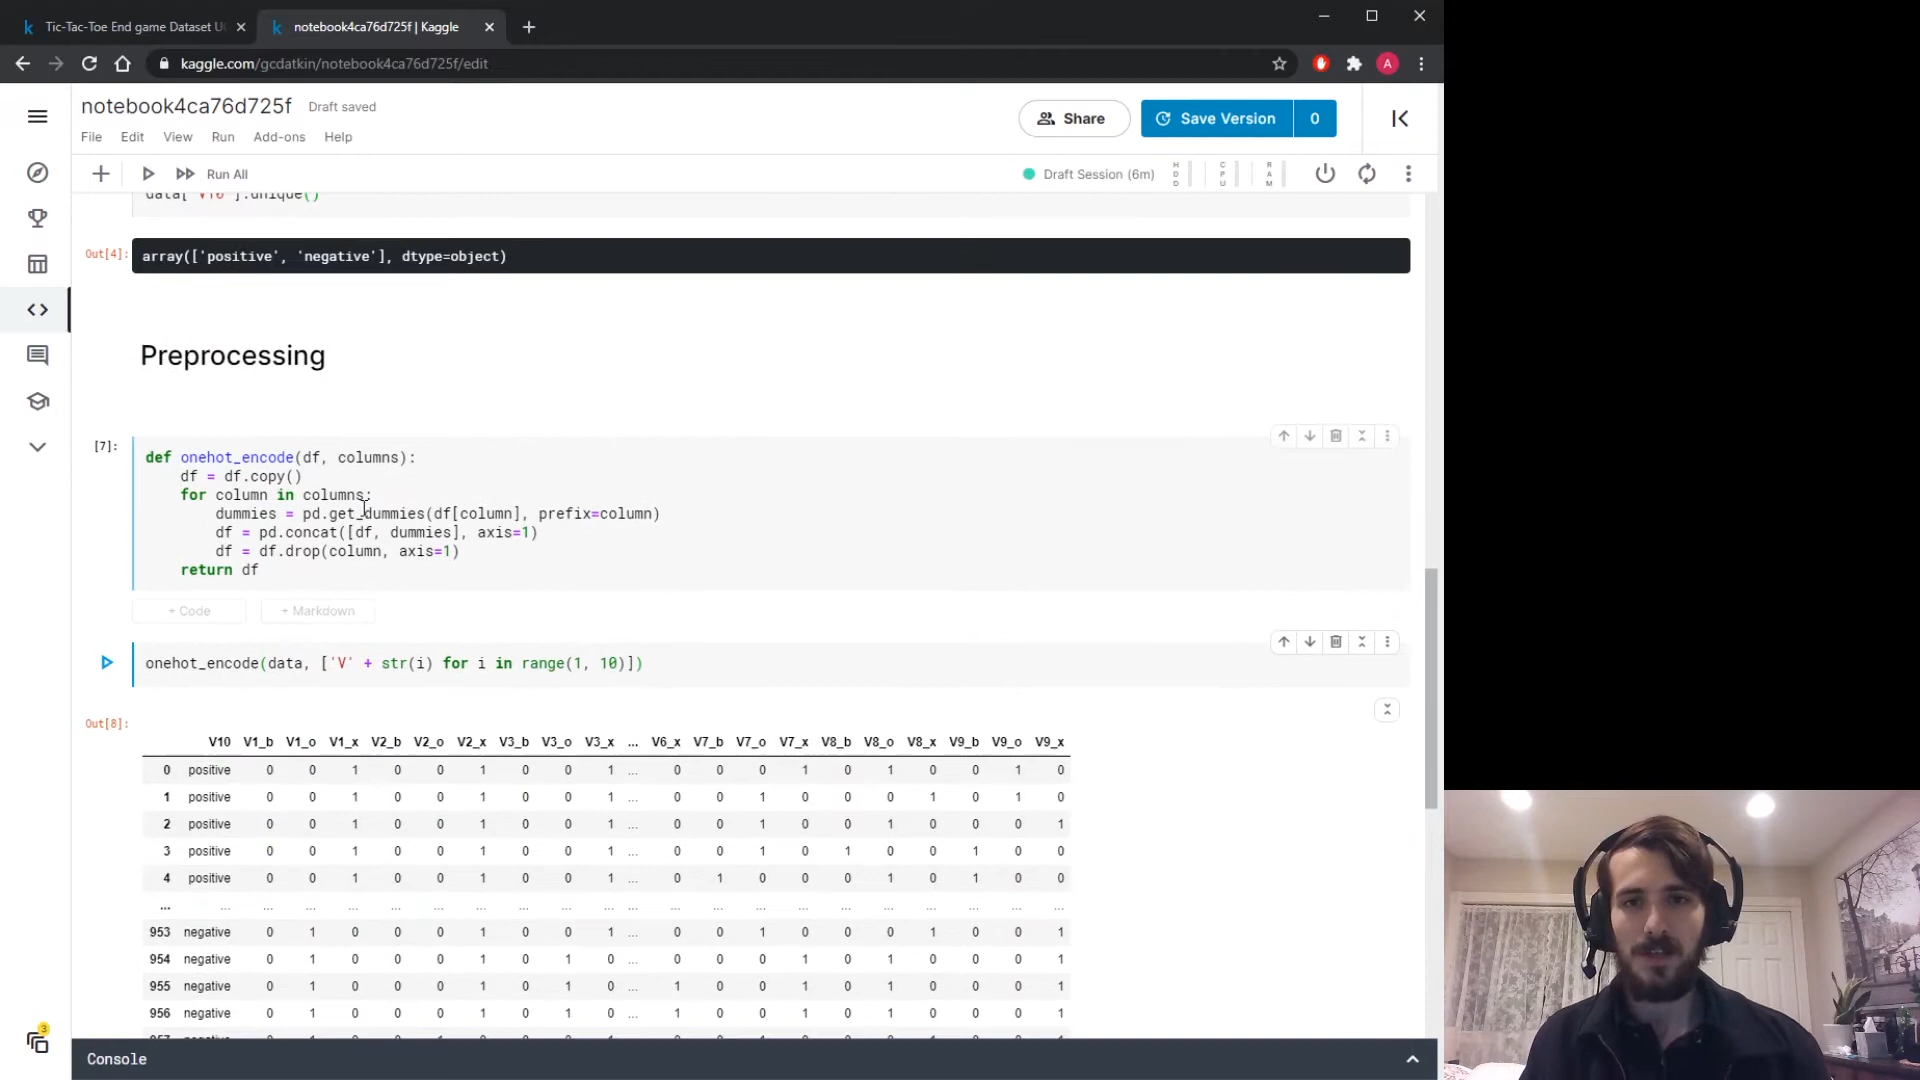 Tic-Tac-Toe End game Dataset U
notebook4ca76d725f | Kaggle
kaggle.com/gcdatkin/notebook4ca76d725f/edit
A
notebook4ca76d725f
Draft saved
Share
Save Version
0
File
Edit
View
Run
Add-ons
Help
Run All
Draft Session (6m)
HDD
CPU
RAM
data['V10'].unique()
Out[4]:
array(['positive', 'negative'], dtype=object)
Preprocessing
[7]:
def onehot_encode(df, columns):
df = df.copy()
for column in columns:
dummies = pd.get_dummies(df[column], prefix=column)
df = pd.concat([df, dummies], axis=1)
df = df.drop(column, axis=1)
return df
+ Code
+ Markdown
onehot_encode(data, ['V' + str(i) for i in range(1, 10)])
Out[8]:
V10 V1_b V1_o V1_x V2_b V2_o V2_x V3_b V3_o V3_x ... V6_x V7_b V7_o V7_x V8_b V8_o V8_x V9_b V9_o V9_x
0 positive 0 0 1 0 0 1 0 0 1 ... 0 0 0 1 0 1 0 0 1 0
1 positive 0 0 1 0 0 1 0 0 1 ... 0 0 1 0 0 0 1 0 1 0
2 positive 0 0 1 0 0 1 0 0 1 ... 0 0 1 0 0 1 0 0 0 1
3 positive 0 0 1 0 0 1 0 0 1 ... 0 0 1 0 1 0 0 1 0 0
4 positive 0 0 1 0 0 1 0 0 1 ... 0 1 0 0 0 1 0 1 0 0
... ... ... ... ... ... ... ... ... ... ... ... ... ... ... ... ... ... ... ... ... ...
953 negative 0 1 0 0 0 1 0 0 1 ... 0 0 1 0 0 0 1 0 0 1
954 negative 0 1 0 0 0 1 0 1 0 ... 0 0 0 1 0 1 0 0 0 1
955 negative 0 1 0 0 0 1 0 1 0 ... 1 0 0 1 0 1 0 0 0 1
956 negative 0 1 0 0 0 1 0 1 0 ... 1 0 0 1 0 1 0 0 0 1
3
Console